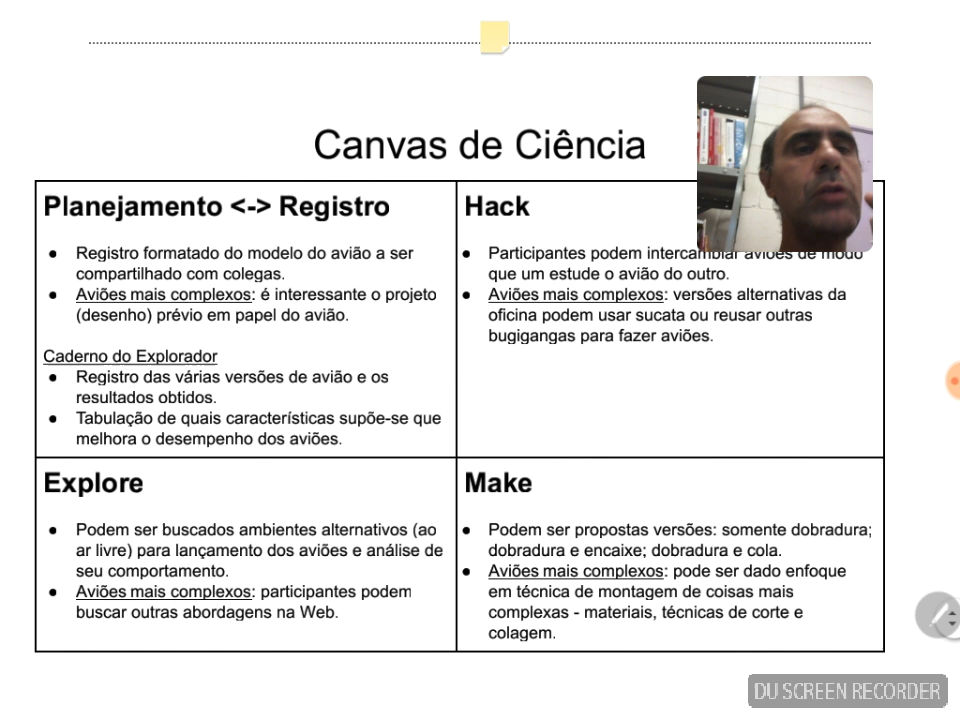 Canvas de Ciência
Planejamento <-> Registro
● Registro formatado do modelo do avião a ser
compartilhado com colegas.
● Aviões mais complexos: é interessante o projeto
(desenho) prévio em papel do avião.
Caderno do Explorador
● Registro das várias versões de avião e os
resultados obtidos.
● Tabulação de quais características supõe-se que
melhora o desempenho dos aviões.
Hack
● Participantes podem intercambiar aviões de modo
que um estude o avião do outro.
● Aviões mais complexos: versões alternativas da
oficina podem usar sucata ou reusar outras
bugigangas para fazer aviões.
Explore
● Podem ser buscados ambientes alternativos (ao
ar livre) para lançamento dos aviões e análise de
seu comportamento.
● Aviões mais complexos: participantes podem
buscar outras abordagens na Web.
Make
● Podem ser propostas versões: somente dobradura;
dobradura e encaixe; dobradura e cola.
● Aviões mais complexos: pode ser dado enfoque
em técnica de montagem de coisas mais
complexas - materiais, técnicas de corte e
colagem.
DU SCREEN RECORDER